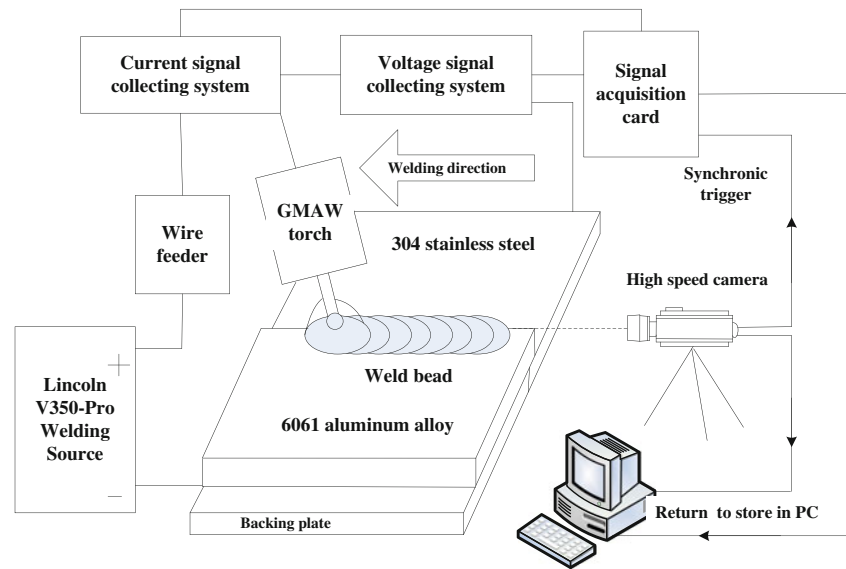 Current signal
collecting system
Voltage signal
collecting system
Signal
acquisition
card
Welding direction
Synchronic
trigger
GMAW
torch
304 stainless steel
Wire
feeder
High speed camera
Weld bead
+
Lincoln
V350-Pro
Welding
Source
6061 aluminum alloy
–
Backing plate
Return to store in PC